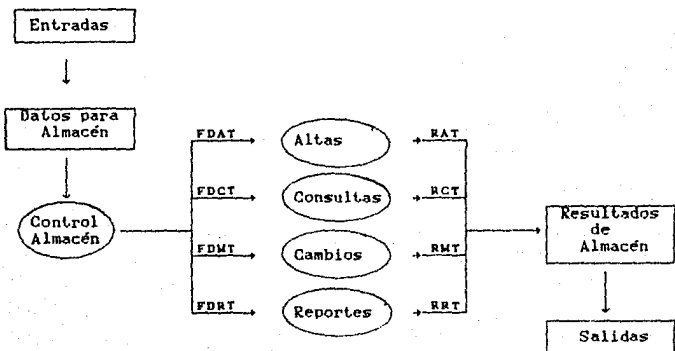 Entradas
Datos para
Almacén
FDAT
Altas
RAT
FDCT
Consultas
RCT
Control
Almacén
FDMT
Cambios
RMT
FDRT
Reportes
RRT
Resultados
de
Almacén
Salidas